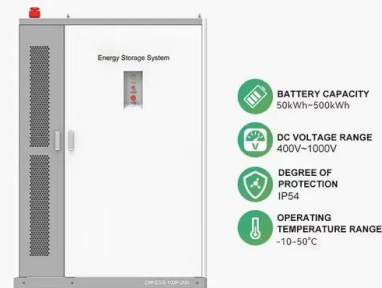 Energy Storage System
BATTERY CAPACITY
50kWh~500kWh
DC VOLTAGE RANGE
400V~1000V
V
DEGREE OF
PROTECTION
IP54
OPERATING
TEMPERATURE RANGE
-10~50°C